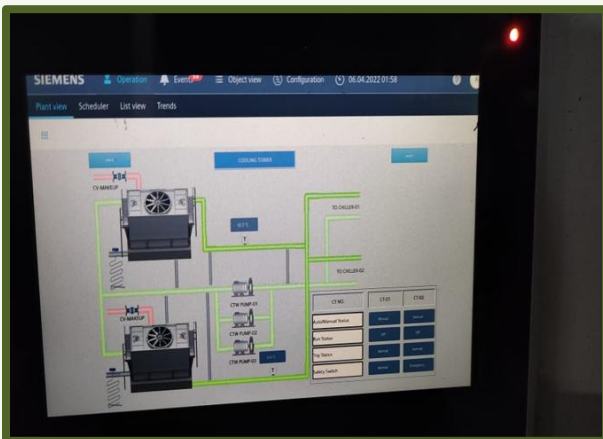 SIEMENS Operation Events Object view Configuration 06.04.2022 01:58
Plant view Scheduler List view Trends
COOLING TOWER
CV-MAKEUP
TO CHILLER-01
TO CHILLER-02
CTW PUMP-01
CTW PUMP-02
CTW PUMP-03
CV-MAKEUP
T
T
CT NO. CT-01 CT-02
Auto/Manual Status Manual Manual
Run Status Off Off
Trip Status Normal Normal
Safety Switch Normal Emergency